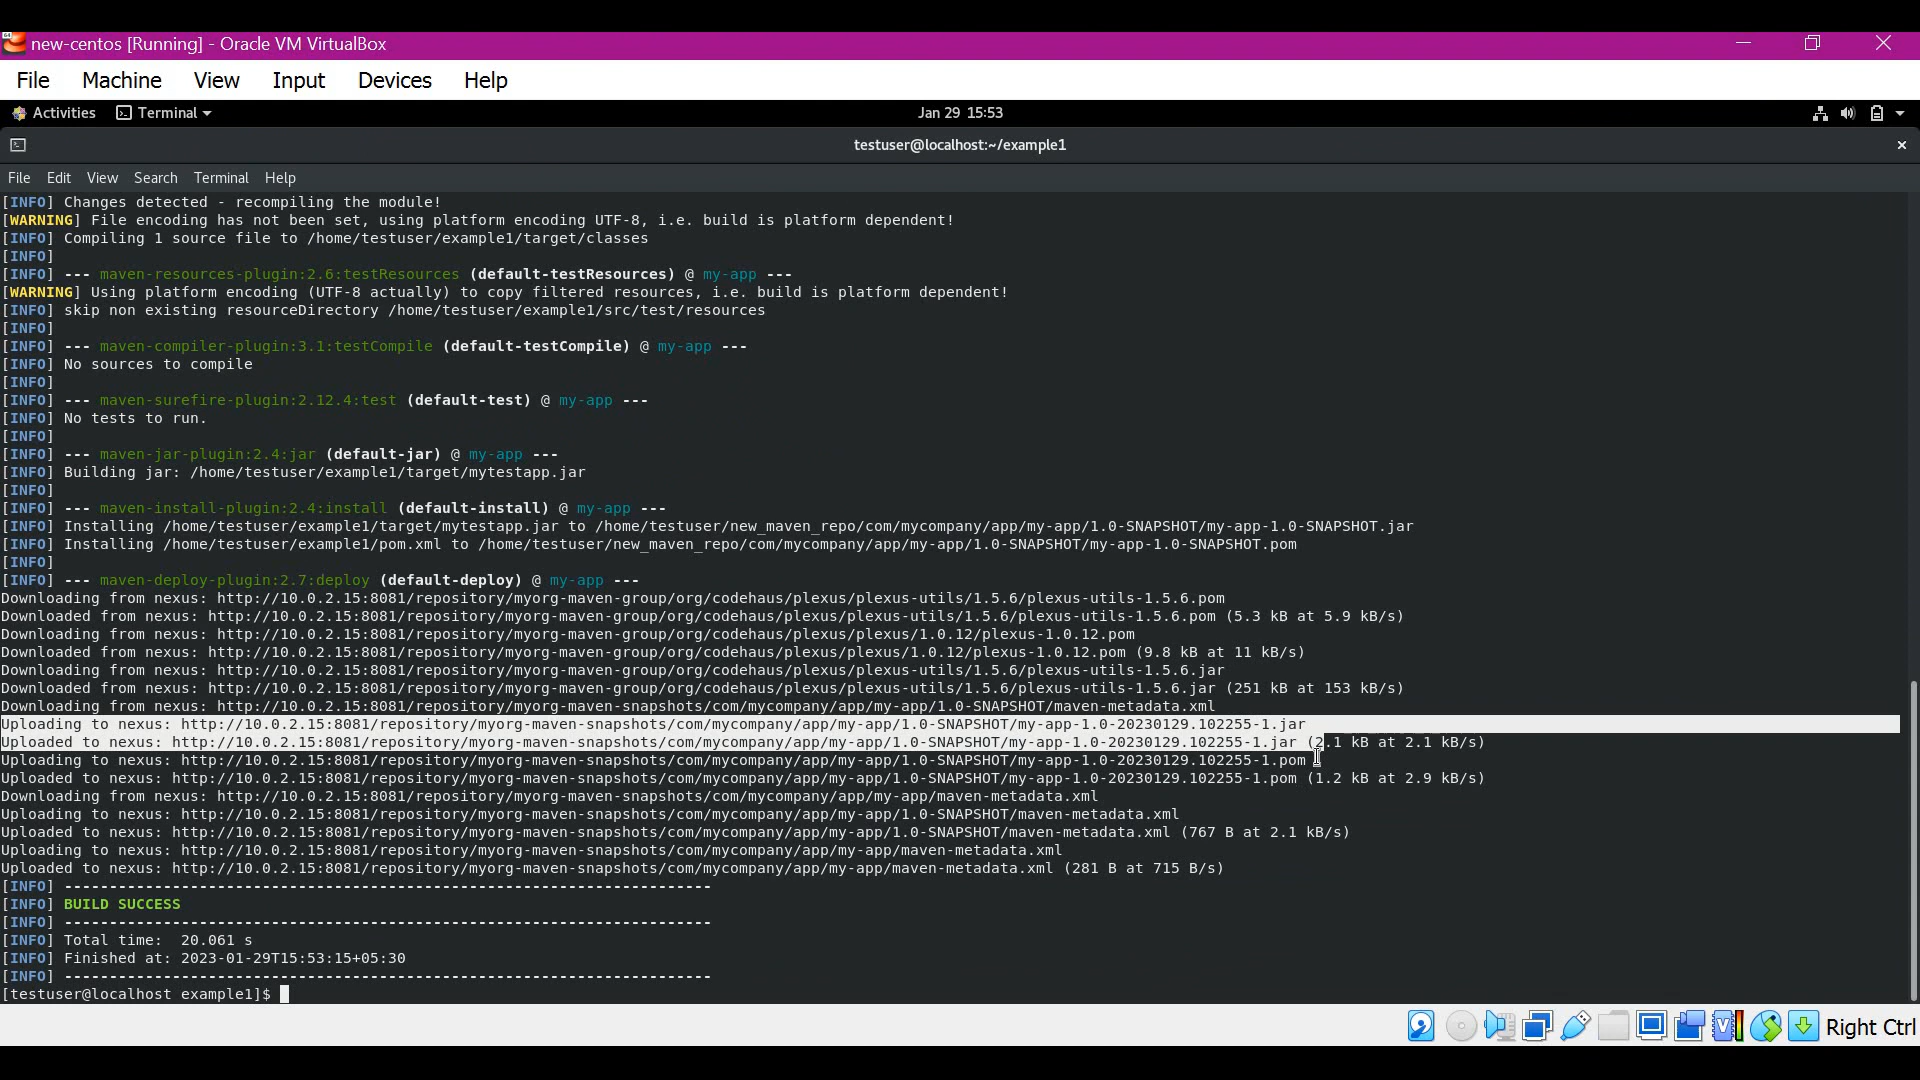 new-centos [Running] - Oracle VM VirtualBox
File Machine View Input Devices Help
Activities Terminal Jan 29 15:53
testuser@localhost:~/example1
File Edit View Search Terminal Help
[INFO] Changes detected - recompiling the module!
[WARNING] File encoding has not been set, using platform encoding UTF-8, i.e. build is platform dependent!
[INFO] Compiling 1 source file to /home/testuser/example1/target/classes
[INFO]
[INFO] --- maven-resources-plugin:2.6:testResources (default-testResources) @ my-app ---
[WARNING] Using platform encoding (UTF-8 actually) to copy filtered resources, i.e. build is platform dependent!
[INFO] skip non existing resourceDirectory /home/testuser/example1/src/test/resources
[INFO]
[INFO] --- maven-compiler-plugin:3.1:testCompile (default-testCompile) @ my-app ---
[INFO] No sources to compile
[INFO]
[INFO] --- maven-surefire-plugin:2.12.4:test (default-test) @ my-app ---
[INFO] No tests to run.
[INFO]
[INFO] --- maven-jar-plugin:2.4:jar (default-jar) @ my-app ---
[INFO] Building jar: /home/testuser/example1/target/mytestapp.jar
[INFO]
[INFO] --- maven-install-plugin:2.4:install (default-install) @ my-app ---
[INFO] Installing /home/testuser/example1/target/mytestapp.jar to /home/testuser/new_maven_repo/com/mycompany/app/my-app/1.0-SNAPSHOT/my-app-1.0-SNAPSHOT.jar
[INFO] Installing /home/testuser/example1/pom.xml to /home/testuser/new_maven_repo/com/mycompany/app/my-app/1.0-SNAPSHOT/my-app-1.0-SNAPSHOT.pom
[INFO]
[INFO] --- maven-deploy-plugin:2.7:deploy (default-deploy) @ my-app ---
Downloading from nexus: http://10.0.2.15:8081/repository/myorg-maven-group/org/codehaus/plexus/plexus-utils/1.5.6/plexus-utils-1.5.6.pom
Downloaded from nexus: http://10.0.2.15:8081/repository/myorg-maven-group/org/codehaus/plexus/plexus-utils/1.5.6/plexus-utils-1.5.6.pom (5.3 kB at 5.9 kB/s)
Downloading from nexus: http://10.0.2.15:8081/repository/myorg-maven-group/org/codehaus/plexus/plexus/1.0.12/plexus-1.0.12.pom
Downloaded from nexus: http://10.0.2.15:8081/repository/myorg-maven-group/org/codehaus/plexus/plexus/1.0.12/plexus-1.0.12.pom (9.8 kB at 11 kB/s)
Downloading from nexus: http://10.0.2.15:8081/repository/myorg-maven-group/org/codehaus/plexus/plexus-utils/1.5.6/plexus-utils-1.5.6.jar
Downloaded from nexus: http://10.0.2.15:8081/repository/myorg-maven-group/org/codehaus/plexus/plexus-utils/1.5.6/plexus-utils-1.5.6.jar (251 kB at 153 kB/s)
Downloading from nexus: http://10.0.2.15:8081/repository/myorg-maven-snapshots/com/mycompany/app/my-app/1.0-SNAPSHOT/maven-metadata.xml
Uploading to nexus: http://10.0.2.15:8081/repository/myorg-maven-snapshots/com/mycompany/app/my-app/1.0-SNAPSHOT/my-app-1.0-20230129.102255-1.jar
Uploaded to nexus: http://10.0.2.15:8081/repository/myorg-maven-snapshots/com/mycompany/app/my-app/1.0-SNAPSHOT/my-app-1.0-20230129.102255-1.jar (2.1 kB at 2.1 kB/s)
Uploading to nexus: http://10.0.2.15:8081/repository/myorg-maven-snapshots/com/mycompany/app/my-app/1.0-SNAPSHOT/my-app-1.0-20230129.102255-1.pom
Uploaded to nexus: http://10.0.2.15:8081/repository/myorg-maven-snapshots/com/mycompany/app/my-app/1.0-SNAPSHOT/my-app-1.0-20230129.102255-1.pom (1.2 kB at 2.9 kB/s)
Downloading from nexus: http://10.0.2.15:8081/repository/myorg-maven-snapshots/com/mycompany/app/my-app/maven-metadata.xml
Uploading to nexus: http://10.0.2.15:8081/repository/myorg-maven-snapshots/com/mycompany/app/my-app/1.0-SNAPSHOT/maven-metadata.xml
Uploaded to nexus: http://10.0.2.15:8081/repository/myorg-maven-snapshots/com/mycompany/app/my-app/1.0-SNAPSHOT/maven-metadata.xml (767 B at 2.1 kB/s)
Uploading to nexus: http://10.0.2.15:8081/repository/myorg-maven-snapshots/com/mycompany/app/my-app/maven-metadata.xml
Uploaded to nexus: http://10.0.2.15:8081/repository/myorg-maven-snapshots/com/mycompany/app/my-app/maven-metadata.xml (281 B at 715 B/s)
[INFO] ------------------------------------------------------------------------
[INFO] BUILD SUCCESS
[INFO] ------------------------------------------------------------------------
[INFO] Total time:  20.061 s
[INFO] Finished at: 2023-01-29T15:53:15+05:30
[INFO] ------------------------------------------------------------------------
[testuser@localhost example1]$
Right Ctrl